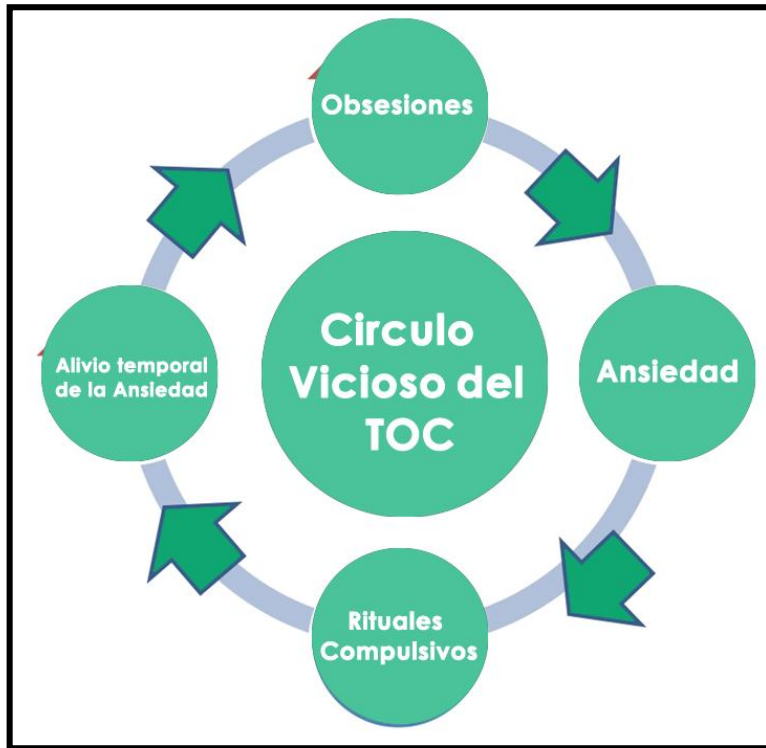 Obsesiones
Ansiedad
Rituales
Compulsivos
Alivio temporal
de la Ansiedad
Circulo
Vicioso del
TOC